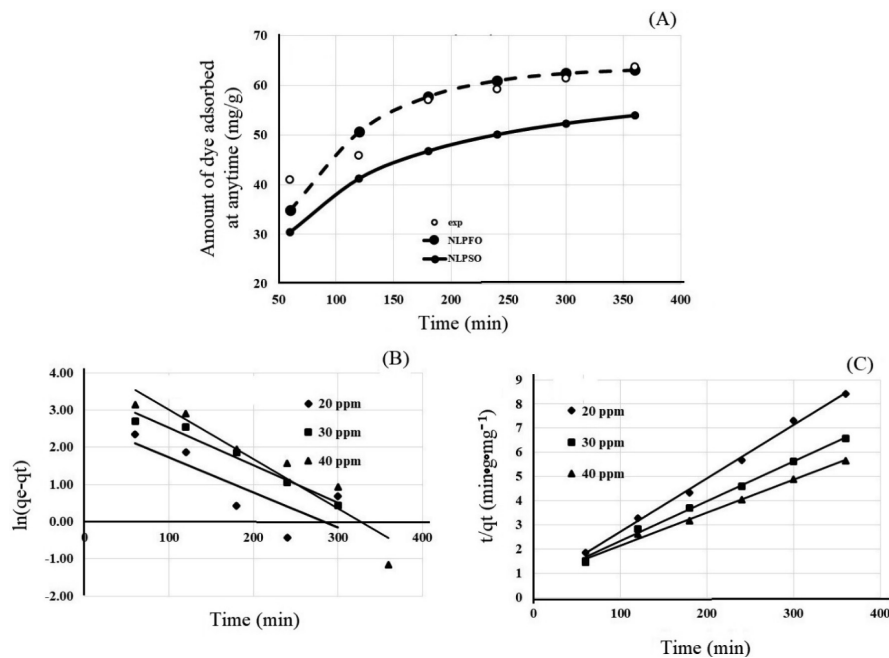 (A)
70
60
50
40
30
20
Amount of dye adsorbed
at anytime (mg/g)
exp
NLPFO
NLPSO
50 100 150 200 250 300 350 400
Time (min)
(B)
4.00
3.00
2.00
1.00
0.00
-1.00
-2.00
ln(qe-qt)
20 ppm
30 ppm
40 ppm
100 200 300 400
Time (min)
(C)
9
8
7
6
5
4
3
2
1
0
t/qt (min·g·mg⁻¹)
20 ppm
30 ppm
40 ppm
0 100 200 300 400
Time (min)